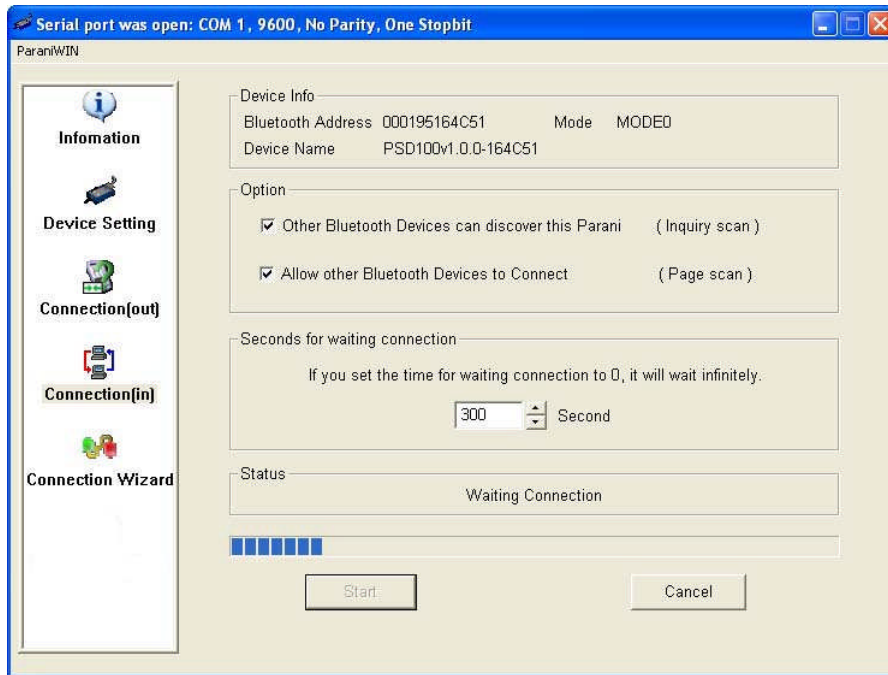 Serial port was open: COM 1, 9600, No Parity, One Stopbit
ParaniWIN
Infomation
Device Setting
Connection(out)
Connection(in)
Connection Wizard
Device Info
Bluetooth Address 000195164C51 Mode MODE0
Device Name PSD100v1.0.0-164C51
Option
Other Bluetooth Devices can discover this Parani ( Inquiry scan )
Allow other Bluetooth Devices to Connect ( Page scan )
Seconds for waiting connection
If you set the time for waiting connection to 0, it will wait infinitely.
300 Second
Status
Waiting Connection
Start Cancel